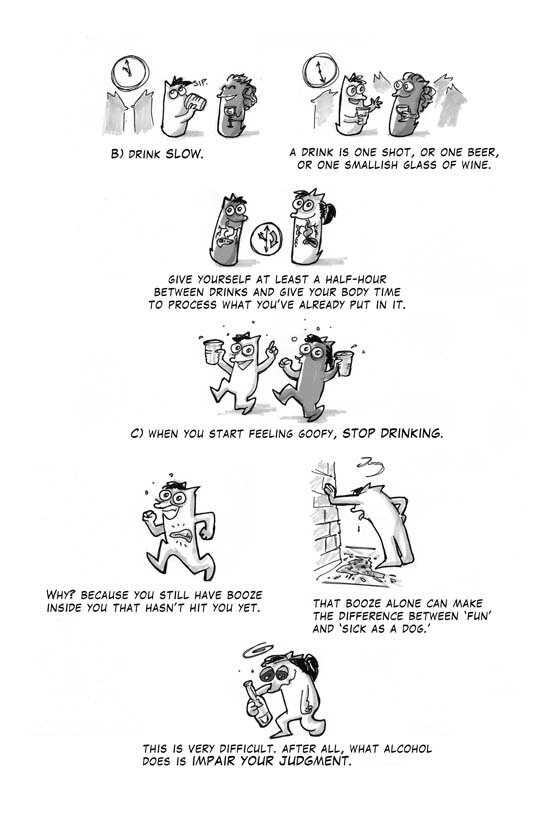 SIP.
B) DRINK SLOW.
A DRINK IS ONE SHOT, OR ONE BEER,
OR ONE SMALLISH GLASS OF WINE.
GIVE YOURSELF AT LEAST A HALF-HOUR
BETWEEN DRINKS AND GIVE YOUR BODY TIME
TO PROCESS WHAT YOU'VE ALREADY PUT IN IT.
C) WHEN YOU START FEELING GOOFY, STOP DRINKING.
WHY? BECAUSE YOU STILL HAVE BOOZE
INSIDE YOU THAT HASN'T HIT YOU YET.
THAT BOOZE ALONE CAN MAKE
THE DIFFERENCE BETWEEN 'FUN'
AND 'SICK AS A DOG.'
THIS IS VERY DIFFICULT. AFTER ALL, WHAT ALCOHOL
DOES IS IMPAIR YOUR JUDGMENT.